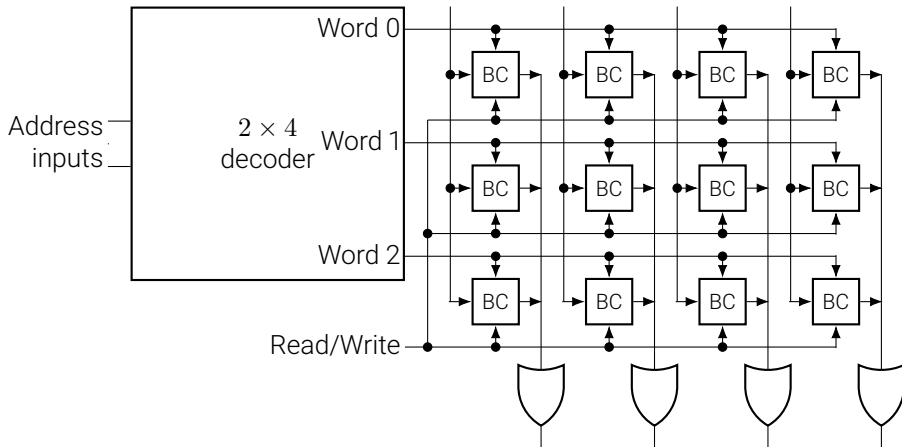 Word 0
BC BC BC BC
Address
inputs
2 × 4
decoder
Word 1
BC BC BC BC
Word 2
BC BC BC BC
Read/Write